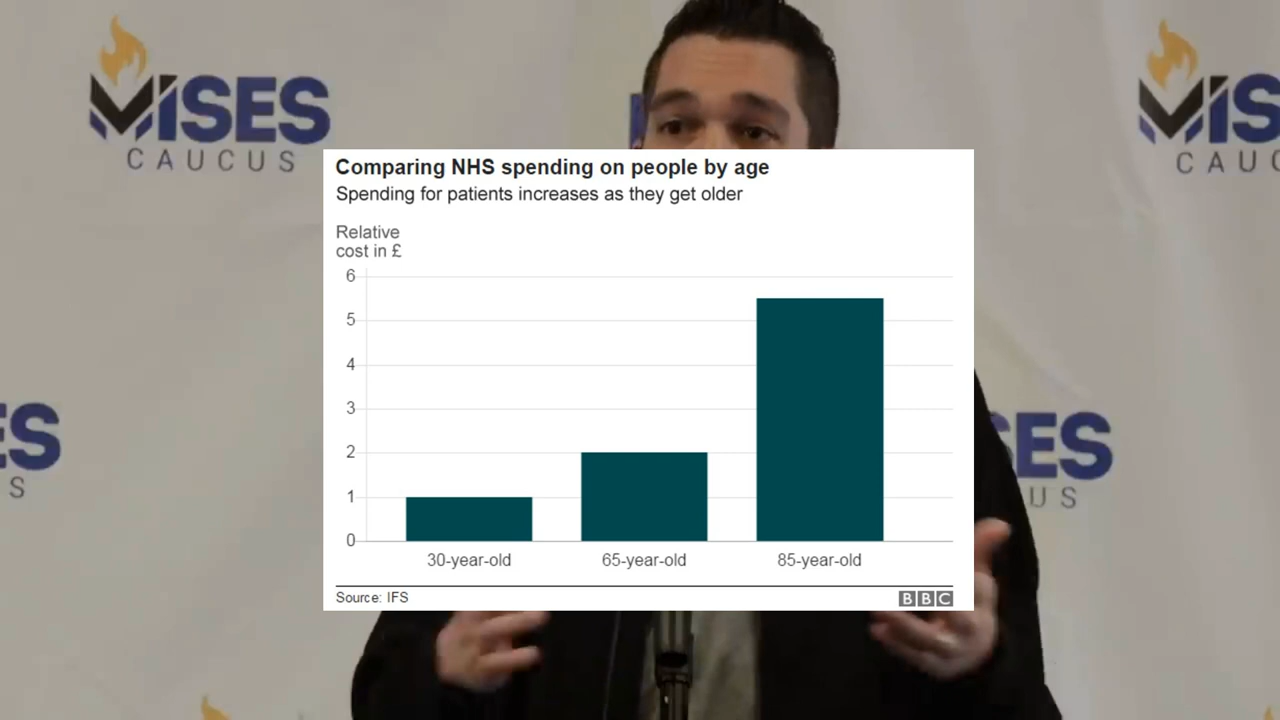 MISES
CAUCUS
MIS
CAUC
Comparing NHS spending on people by age
Spending for patients increases as they get older
Relative
cost in £
6
5
4
3
2
1
0
30-year-old
65-year-old
85-year-old
Source: IFS
BBC
ES
S
SES
US